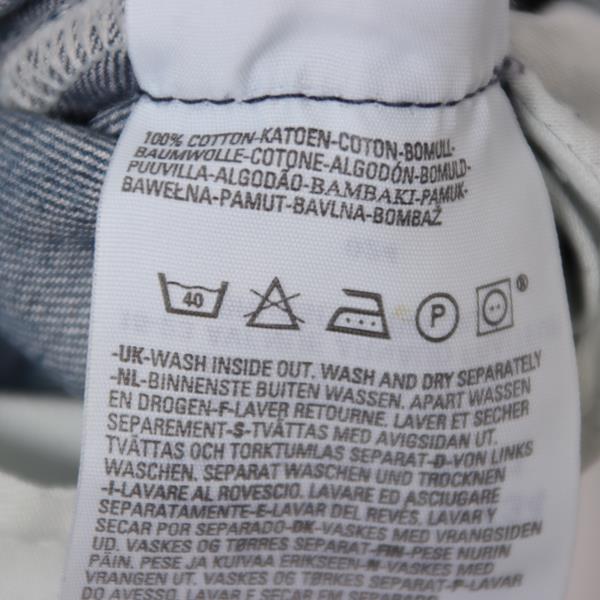 100% COTTON-KATOEN-COTON-BOMULL-
BAUMWOLLE-COTONE-ALGODÓN-BOMULD-
PUUVILLA-ALGODÃO-BAMBAKI-PAMUK-
BAWEŁNA-PAMUT-BAVLNA-BOMBAŽ
40 P ®
-UK-WASH INSIDE OUT. WASH AND DRY SEPARATELY
-NL-BINNENSTE BUITEN WASSEN. APART WASSEN
EN DROGEN-F-LAVER RETOURNE. LAVER ET SECHER
SEPAREMENT-S-TVÄTTAS MED AVIGSIDAN UT.
TVÄTTAS OCH TORKTUMLAS SEPARAT-D-VON LINKS
WASCHEN. SEPARAT WASCHEN UND TROCKNEN
-I-LAVARE AL ROVESCIO. LAVARE ED ASCIUGARE
SEPARATAMENTE-E-LAVAR DEL REVÉS. LAVAR Y
SECAR POR SEPARADO-DK-VASKES MED VRANGSIDEN
UD. VASKES OG TØRRES SEPARAT-FIN-PESE NURIN
PÄIN. PESE JA KUIVAA ERIKSEEN-N-VASKES MED
VRANGEN UT. VASKES OG TØRKES SEPARAT-P-LAVAR
DO AVESSO. LAVAR E SECAR SEPARADO